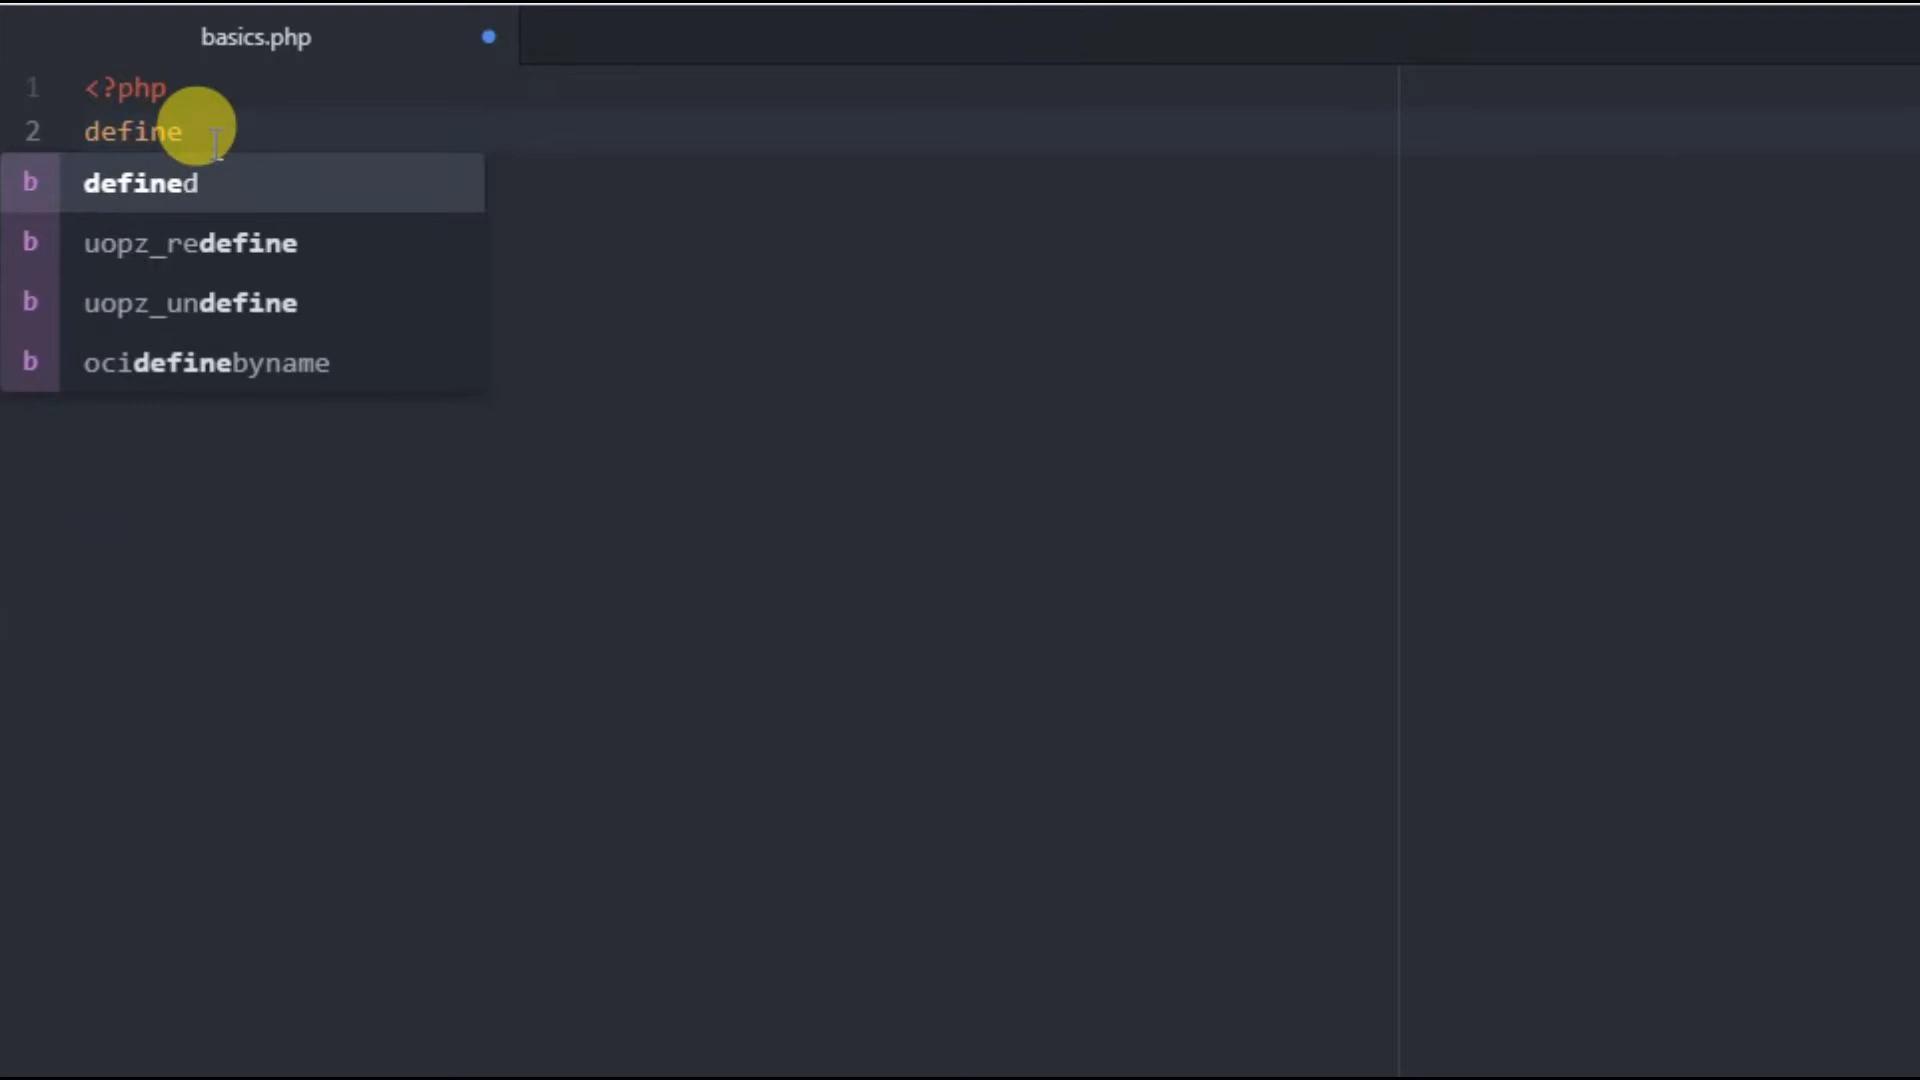 basics.php
1 <?php
2 define
b defined
b uopz_redefine
b uopz_undefine
b ocidefinebyname